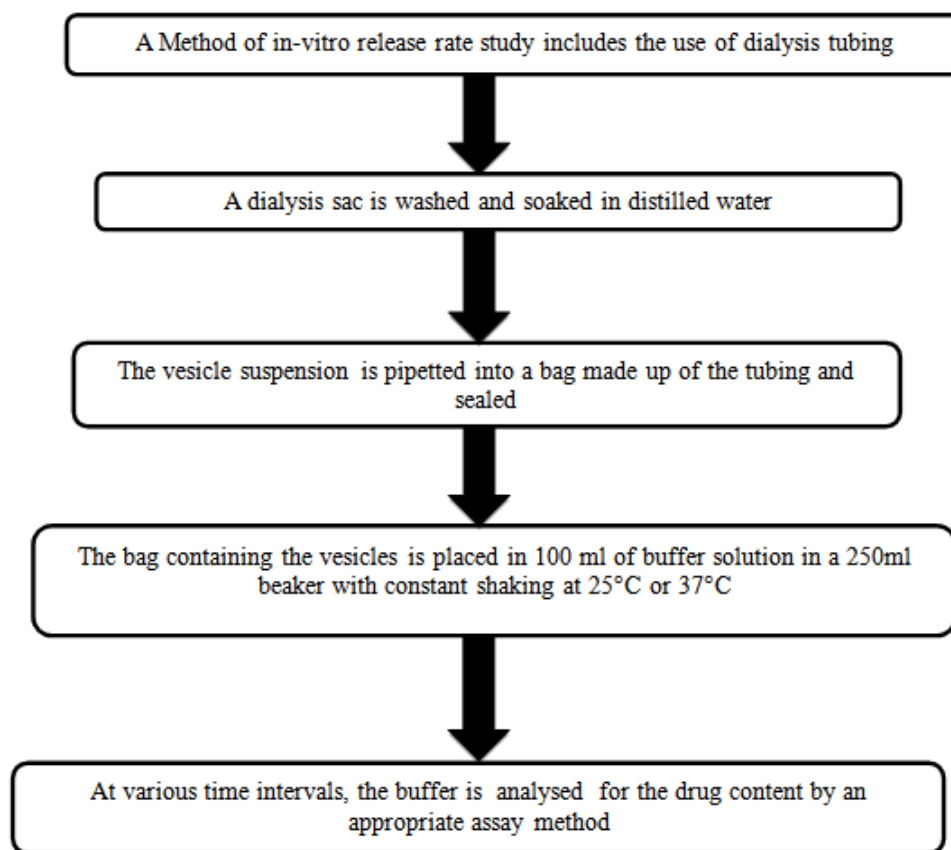 A Method of in-vitro release rate study includes the use of dialysis tubing
A dialysis sac is washed and soaked in distilled water
The vesicle suspension is pipetted into a bag made up of the tubing and
sealed
The bag containing the vesicles is placed in 100 ml of buffer solution in a 250ml
beaker with constant shaking at 25°C or 37°C
At various time intervals, the buffer is analysed for the drug content by an
appropriate assay method